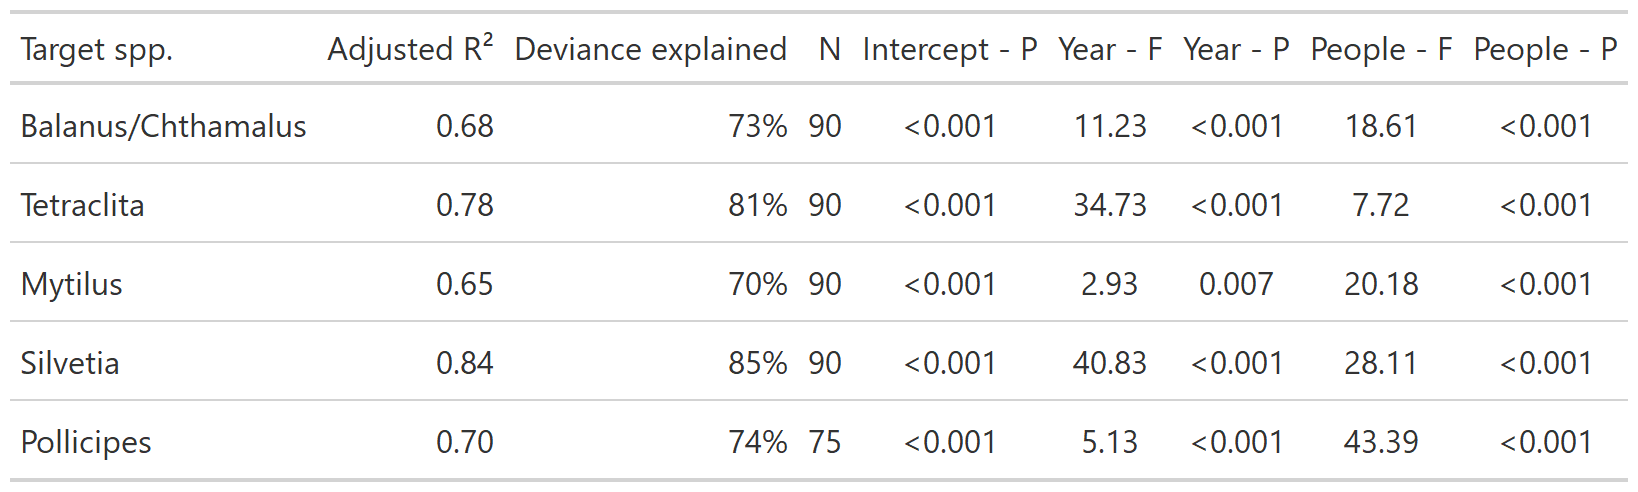 Target spp. Adjusted R² Deviance explained N Intercept - P Year - F Year - P People - F People - P
Balanus/Chthamalus 0.68 73% 90 <0.001 11.23 <0.001 18.61 <0.001
Tetraclita 0.78 81% 90 <0.001 34.73 <0.001 7.72 <0.001
Mytilus 0.65 70% 90 <0.001 2.93 0.007 20.18 <0.001
Silvetia 0.84 85% 90 <0.001 40.83 <0.001 28.11 <0.001
Pollicipes 0.70 74% 75 <0.001 5.13 <0.001 43.39 <0.001